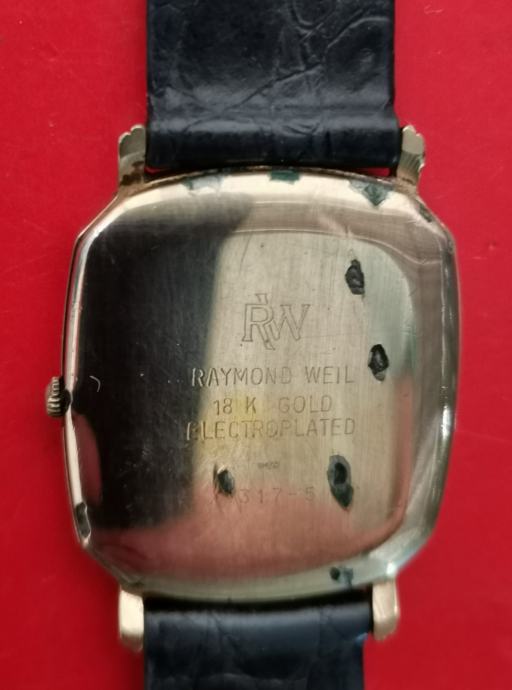 RW
RAYMOND WEIL
18 K GOLD
ELECTROPLATED